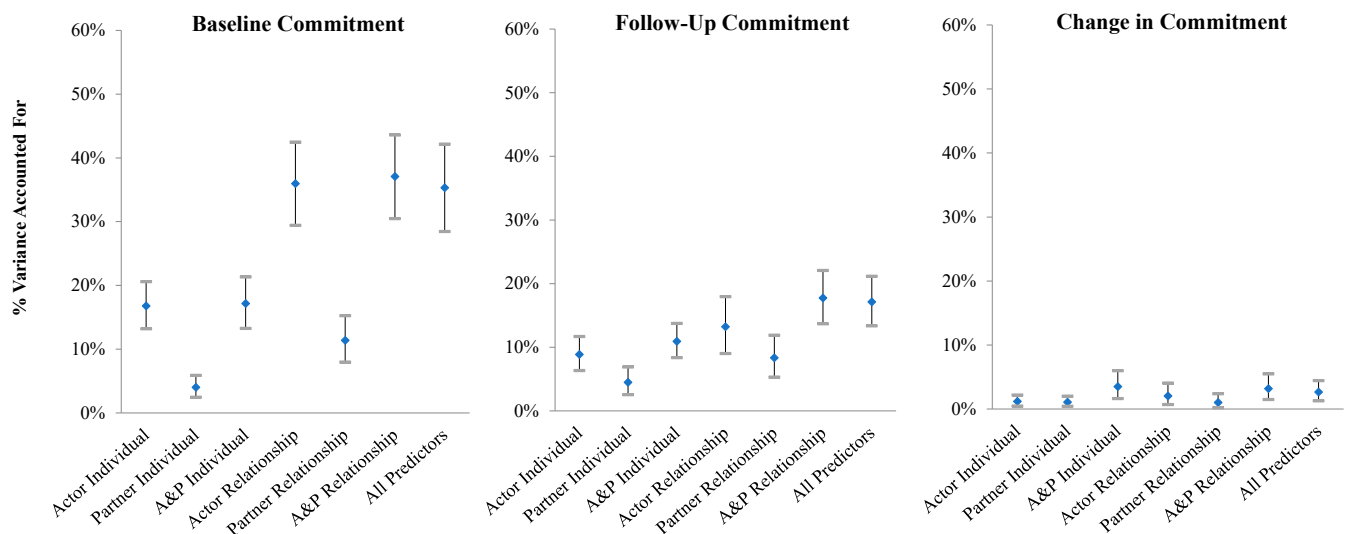 Baseline Commitment
% Variance Accounted For
60%
50%
40%
30%
20%
10%
0%
Actor Individual
Partner Individual
A&P Individual
Actor Relationship
Partner Relationship
A&P Relationship
All Predictors
Follow-Up Commitment
60%
50%
40%
30%
20%
10%
0%
Actor Individual
Partner Individual
A&P Individual
Actor Relationship
Partner Relationship
A&P Relationship
All Predictors
Change in Commitment
60%
50%
40%
30%
20%
10%
0%
Actor Individual
Partner Individual
A&P Individual
Actor Relationship
Partner Relationship
A&P Relationship
All Predictors